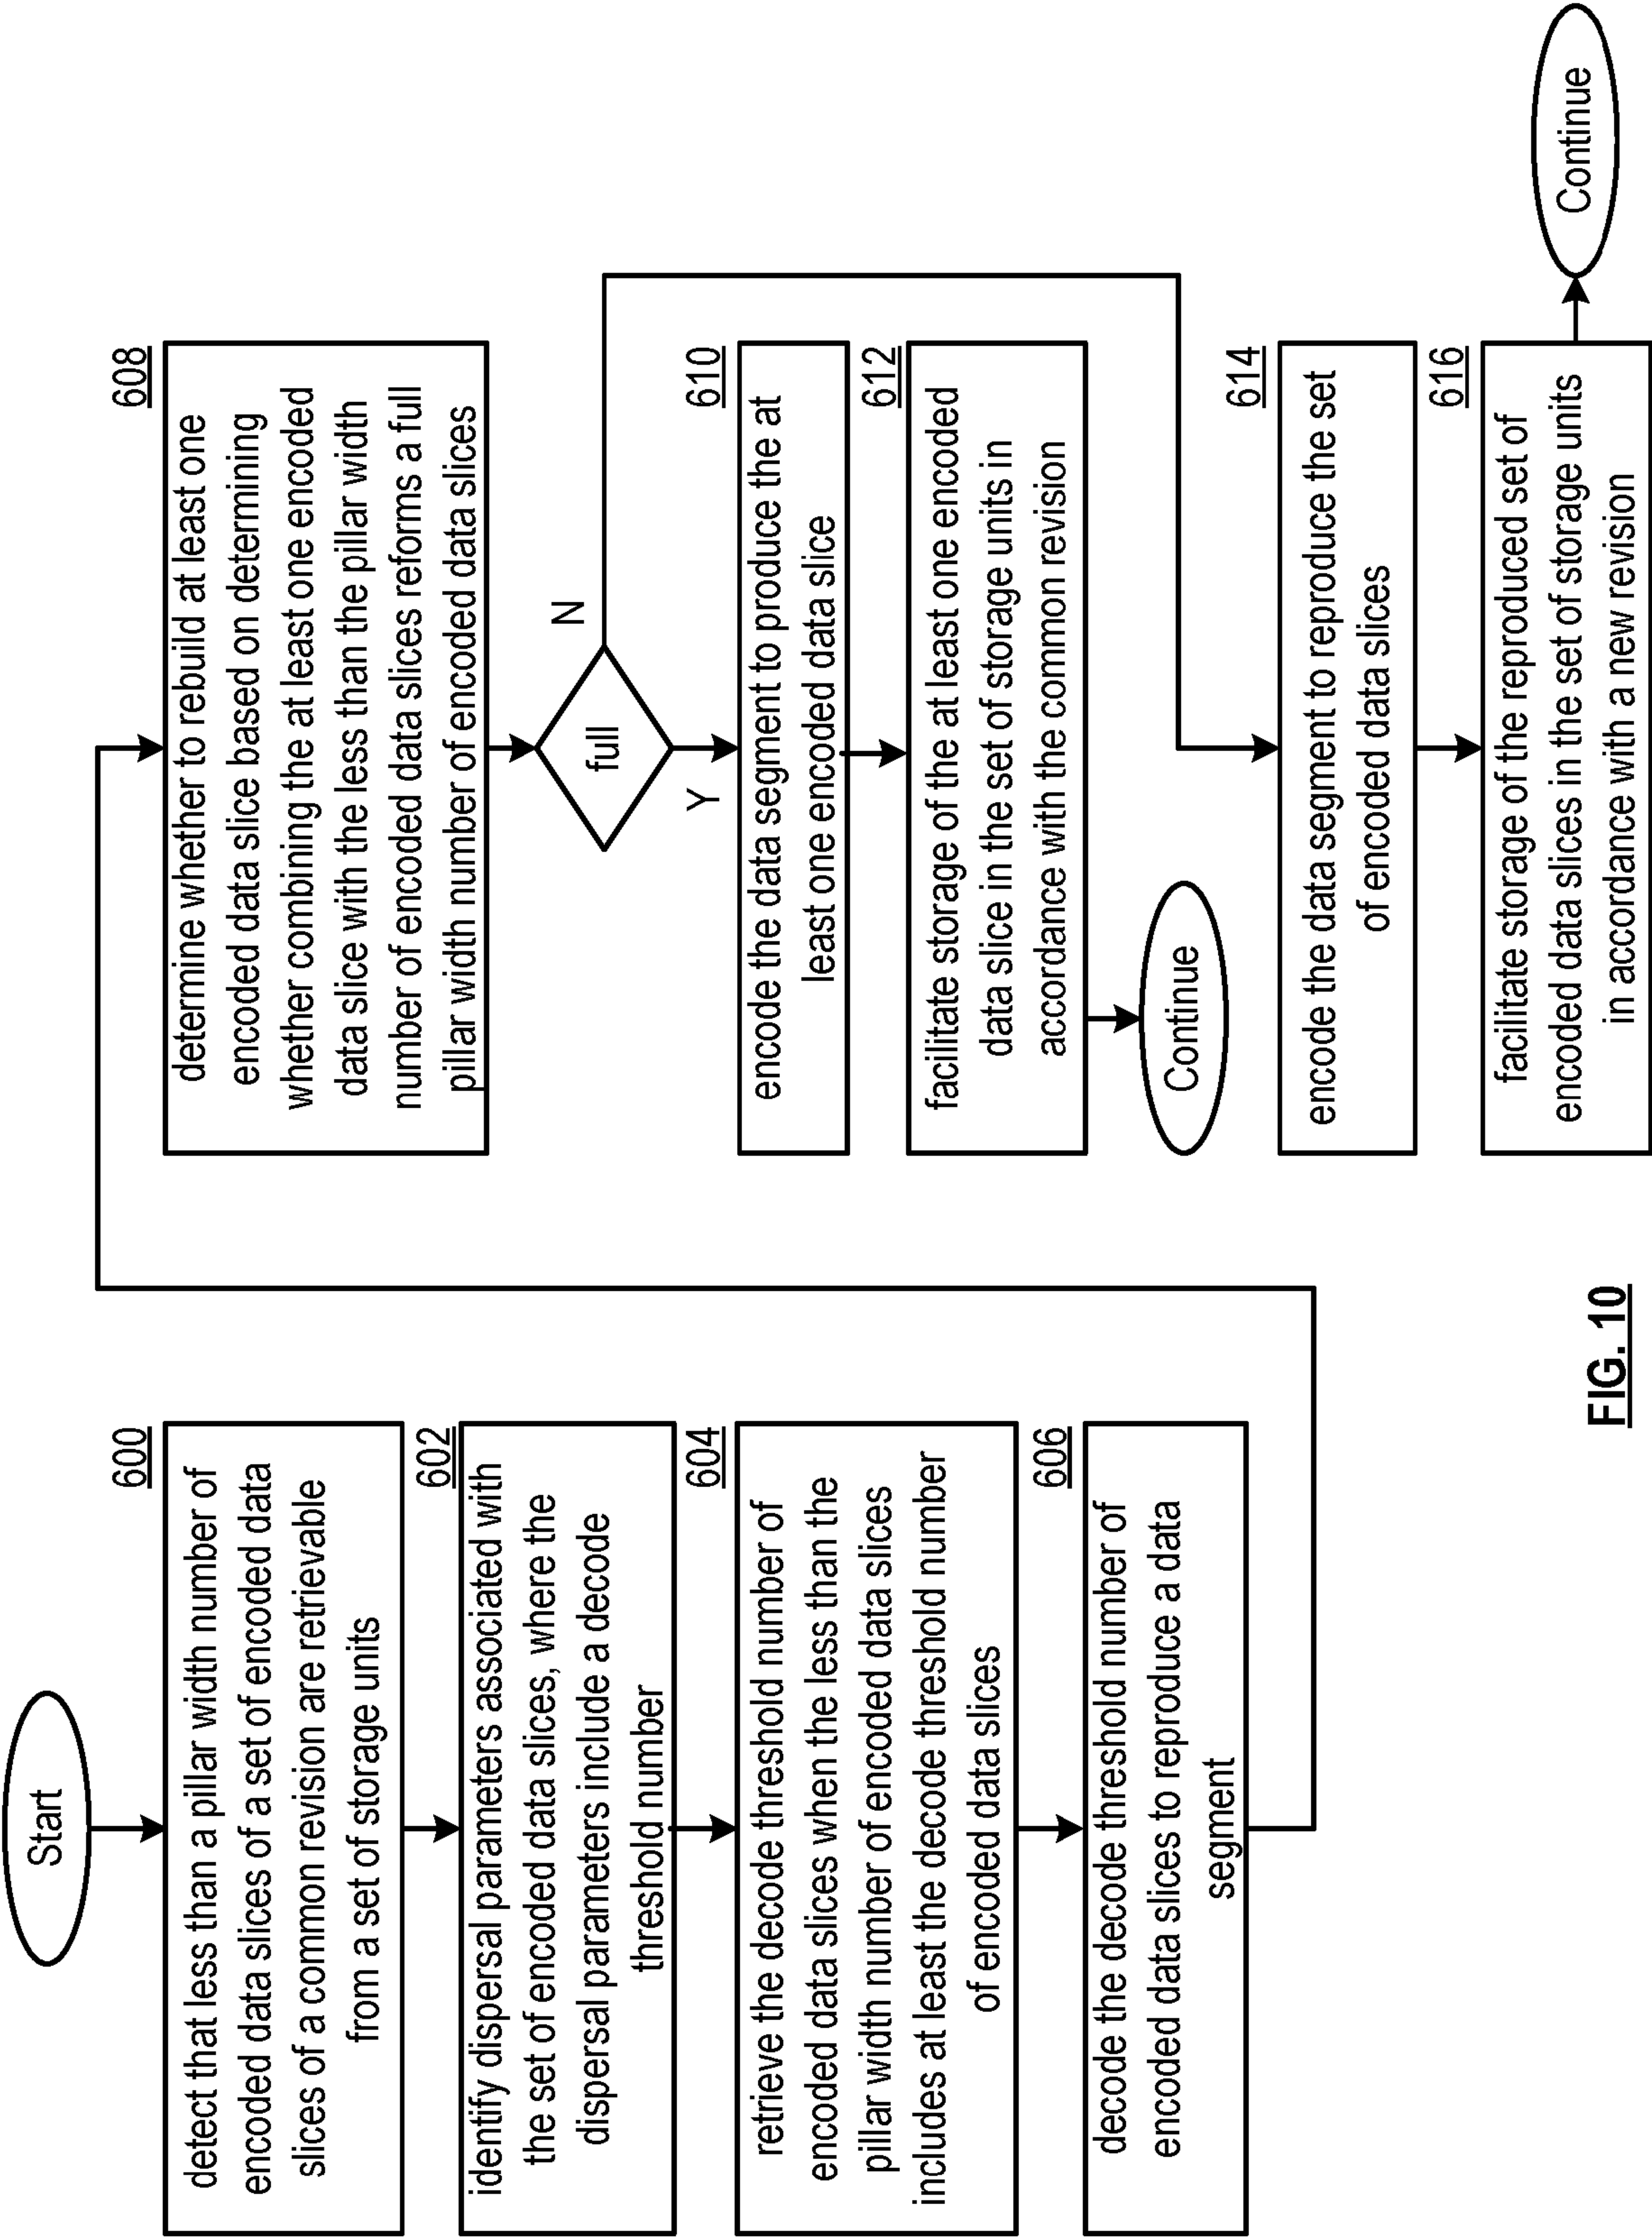 Start
600
detect that less than a pillar width number of
encoded data slices of a set of encoded data
slices of a common revision are retrievable
from a set of storage units
602
identify dispersal parameters associated with
the set of encoded data slices, where the
dispersal parameters include a decode
threshold number
604
retrieve the decode threshold number of
encoded data slices when the less than the
pillar width number of encoded data slices
includes at least the decode threshold number
of encoded data slices
606
decode the decode threshold number of
encoded data slices to reproduce a data
segment
608
determine whether to rebuild at least one
encoded data slice based on determining
whether combining the at least one encoded
data slice with the less than the pillar width
number of encoded data slices reforms a full
pillar width number of encoded data slices
full
N
Y
610
encode the data segment to produce the at
least one encoded data slice
612
facilitate storage of the at least one encoded
data slice in the set of storage units in
accordance with the common revision
Continue
614
encode the data segment to reproduce the set
of encoded data slices
616
facilitate storage of the reproduced set of
encoded data slices in the set of storage units
in accordance with a new revision
Continue
FIG. 10